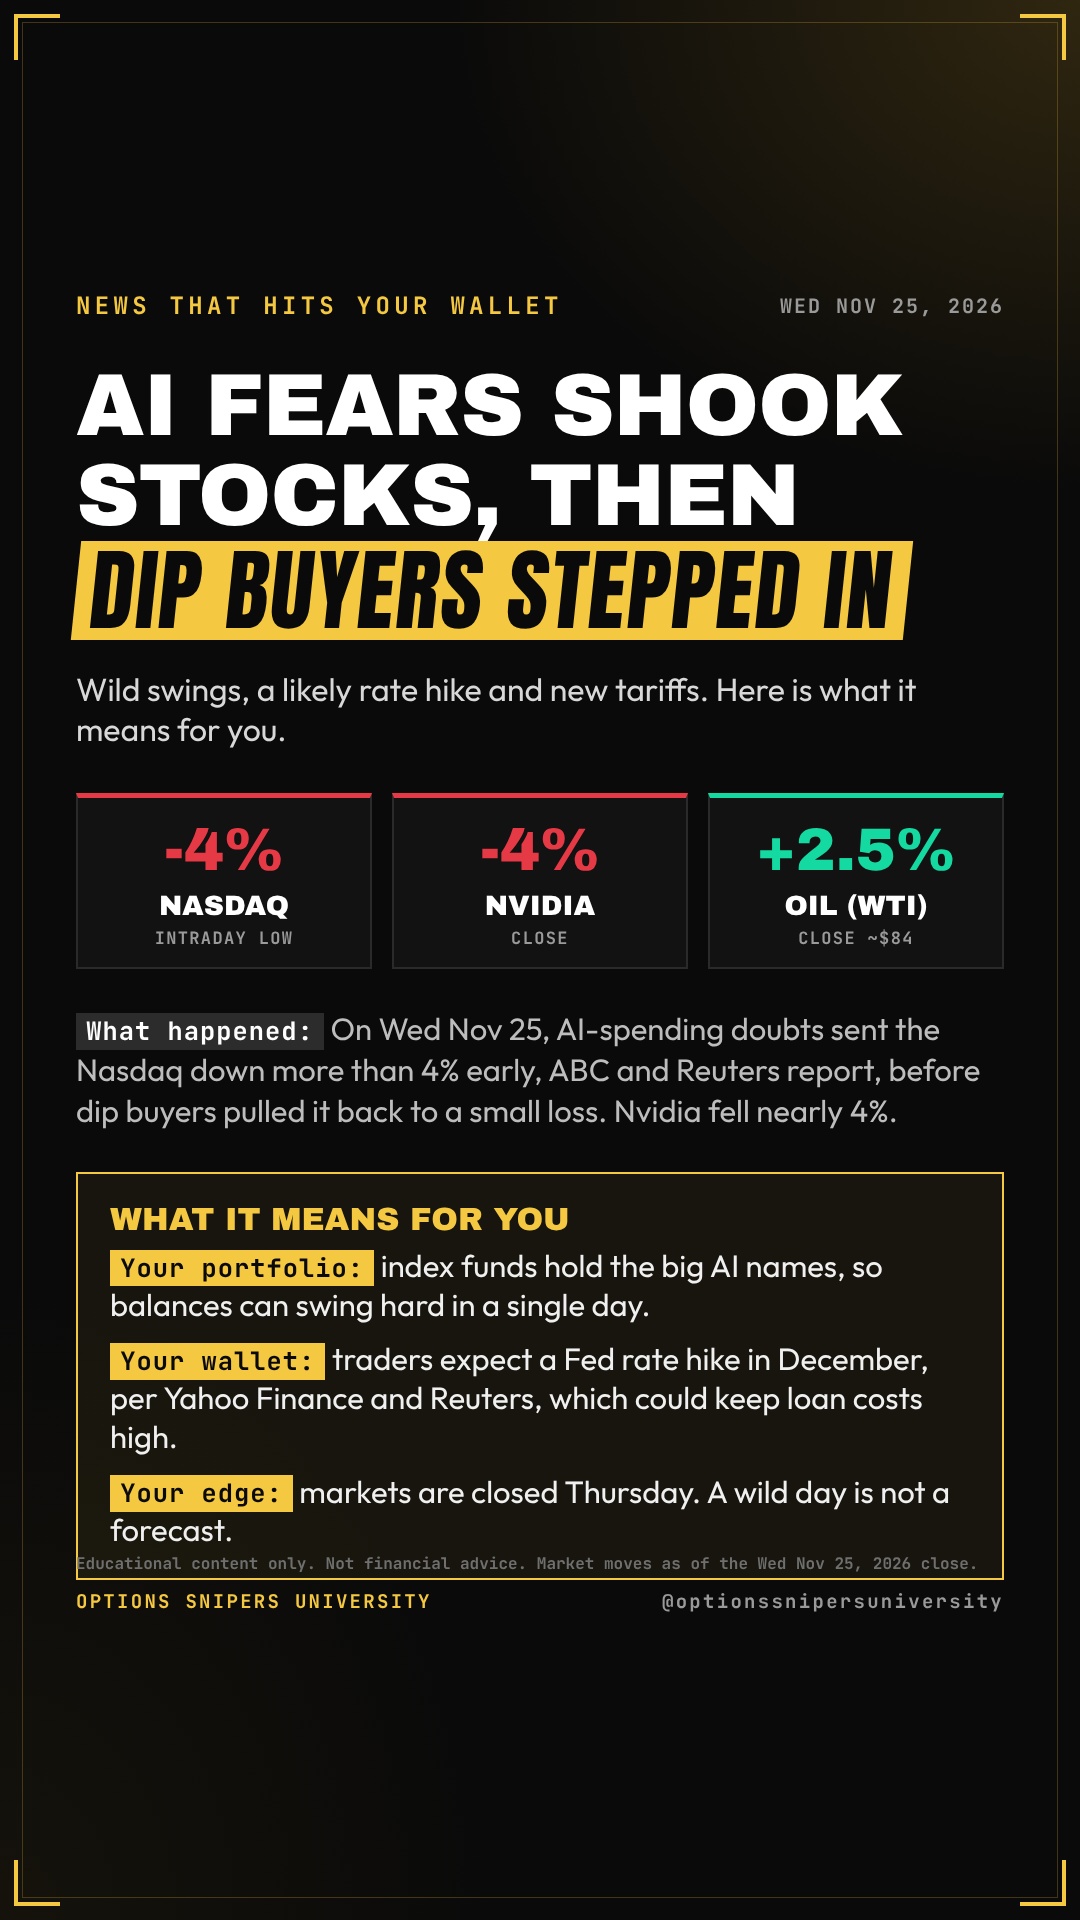 NEWS THAT HITS YOUR WALLET
WED NOV 25, 2026
AI FEARS SHOOK
STOCKS, THEN
DIP BUYERS STEPPED IN
Wild swings, a likely rate hike and new tariffs. Here is what it
means for you.
-4%
NASDAQ
INTRADAY LOW
-4%
NVIDIA
CLOSE
+2.5%
OIL (WTI)
CLOSE ~$84
What happened: On Wed Nov 25, AI-spending doubts sent the
Nasdaq down more than 4% early, ABC and Reuters report, before
dip buyers pulled it back to a small loss. Nvidia fell nearly 4%.
WHAT IT MEANS FOR YOU
Your portfolio: index funds hold the big AI names, so
balances can swing hard in a single day.
Your wallet: traders expect a Fed rate hike in December,
per Yahoo Finance and Reuters, which could keep loan costs
high.
Your edge: markets are closed Thursday. A wild day is not a
forecast.
Educational content only. Not financial advice. Market moves as of the Wed Nov 25, 2026 close.
OPTIONS SNIPERS UNIVERSITY
@optionssnipersuniversity